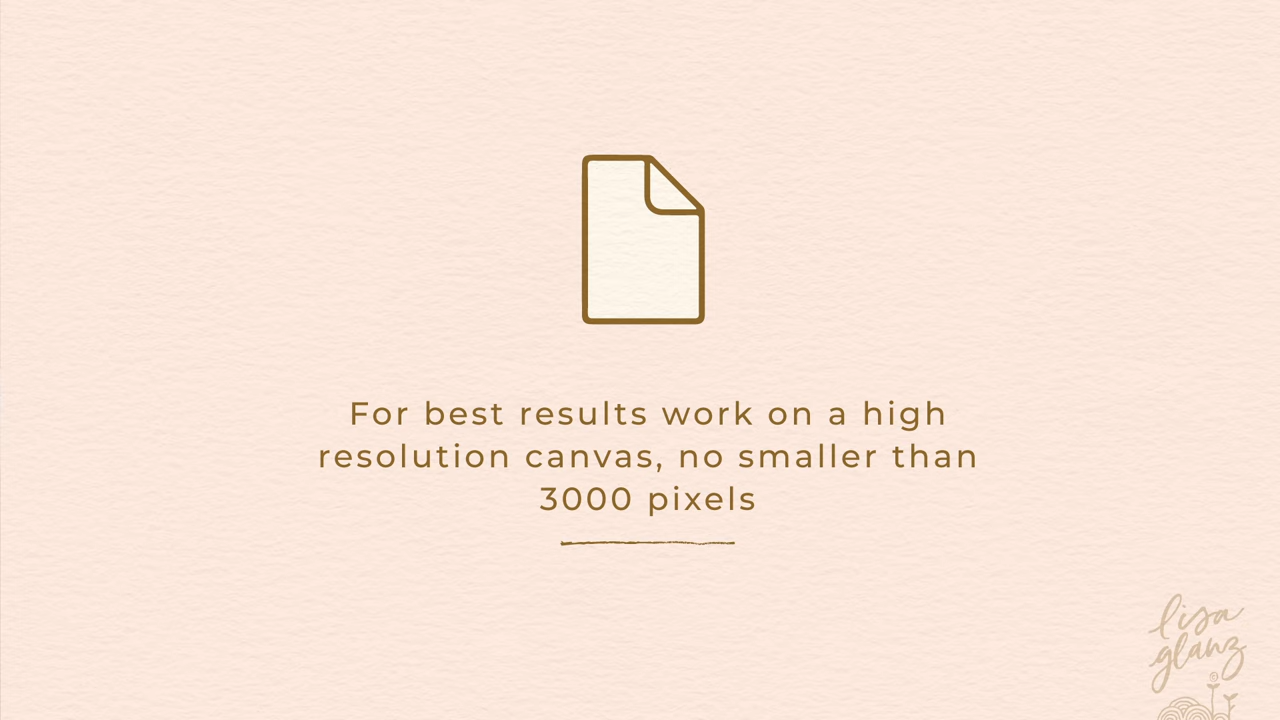 For best results work on a high
resolution canvas, no smaller than
3000 pixels
lisa
glanz